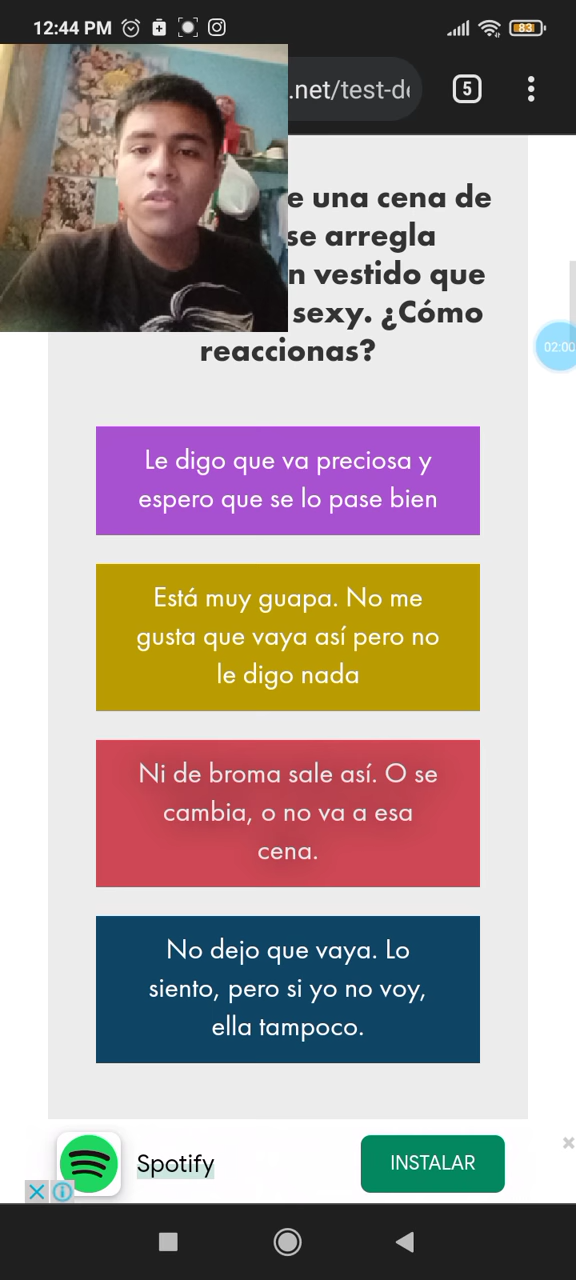 12:44 PM
83
.net/test-de
5
e una cena de
se arregla
n vestido que
sexy. ¿Cómo
reaccionas?
02:00
Le digo que va preciosa y
espero que se lo pase bien
Está muy guapa. No me
gusta que vaya así pero no
le digo nada
Ni de broma sale así. O se
cambia, o no va a esa
cena.
No dejo que vaya. Lo
siento, pero si yo no voy,
ella tampoco.
Spotify
INSTALAR